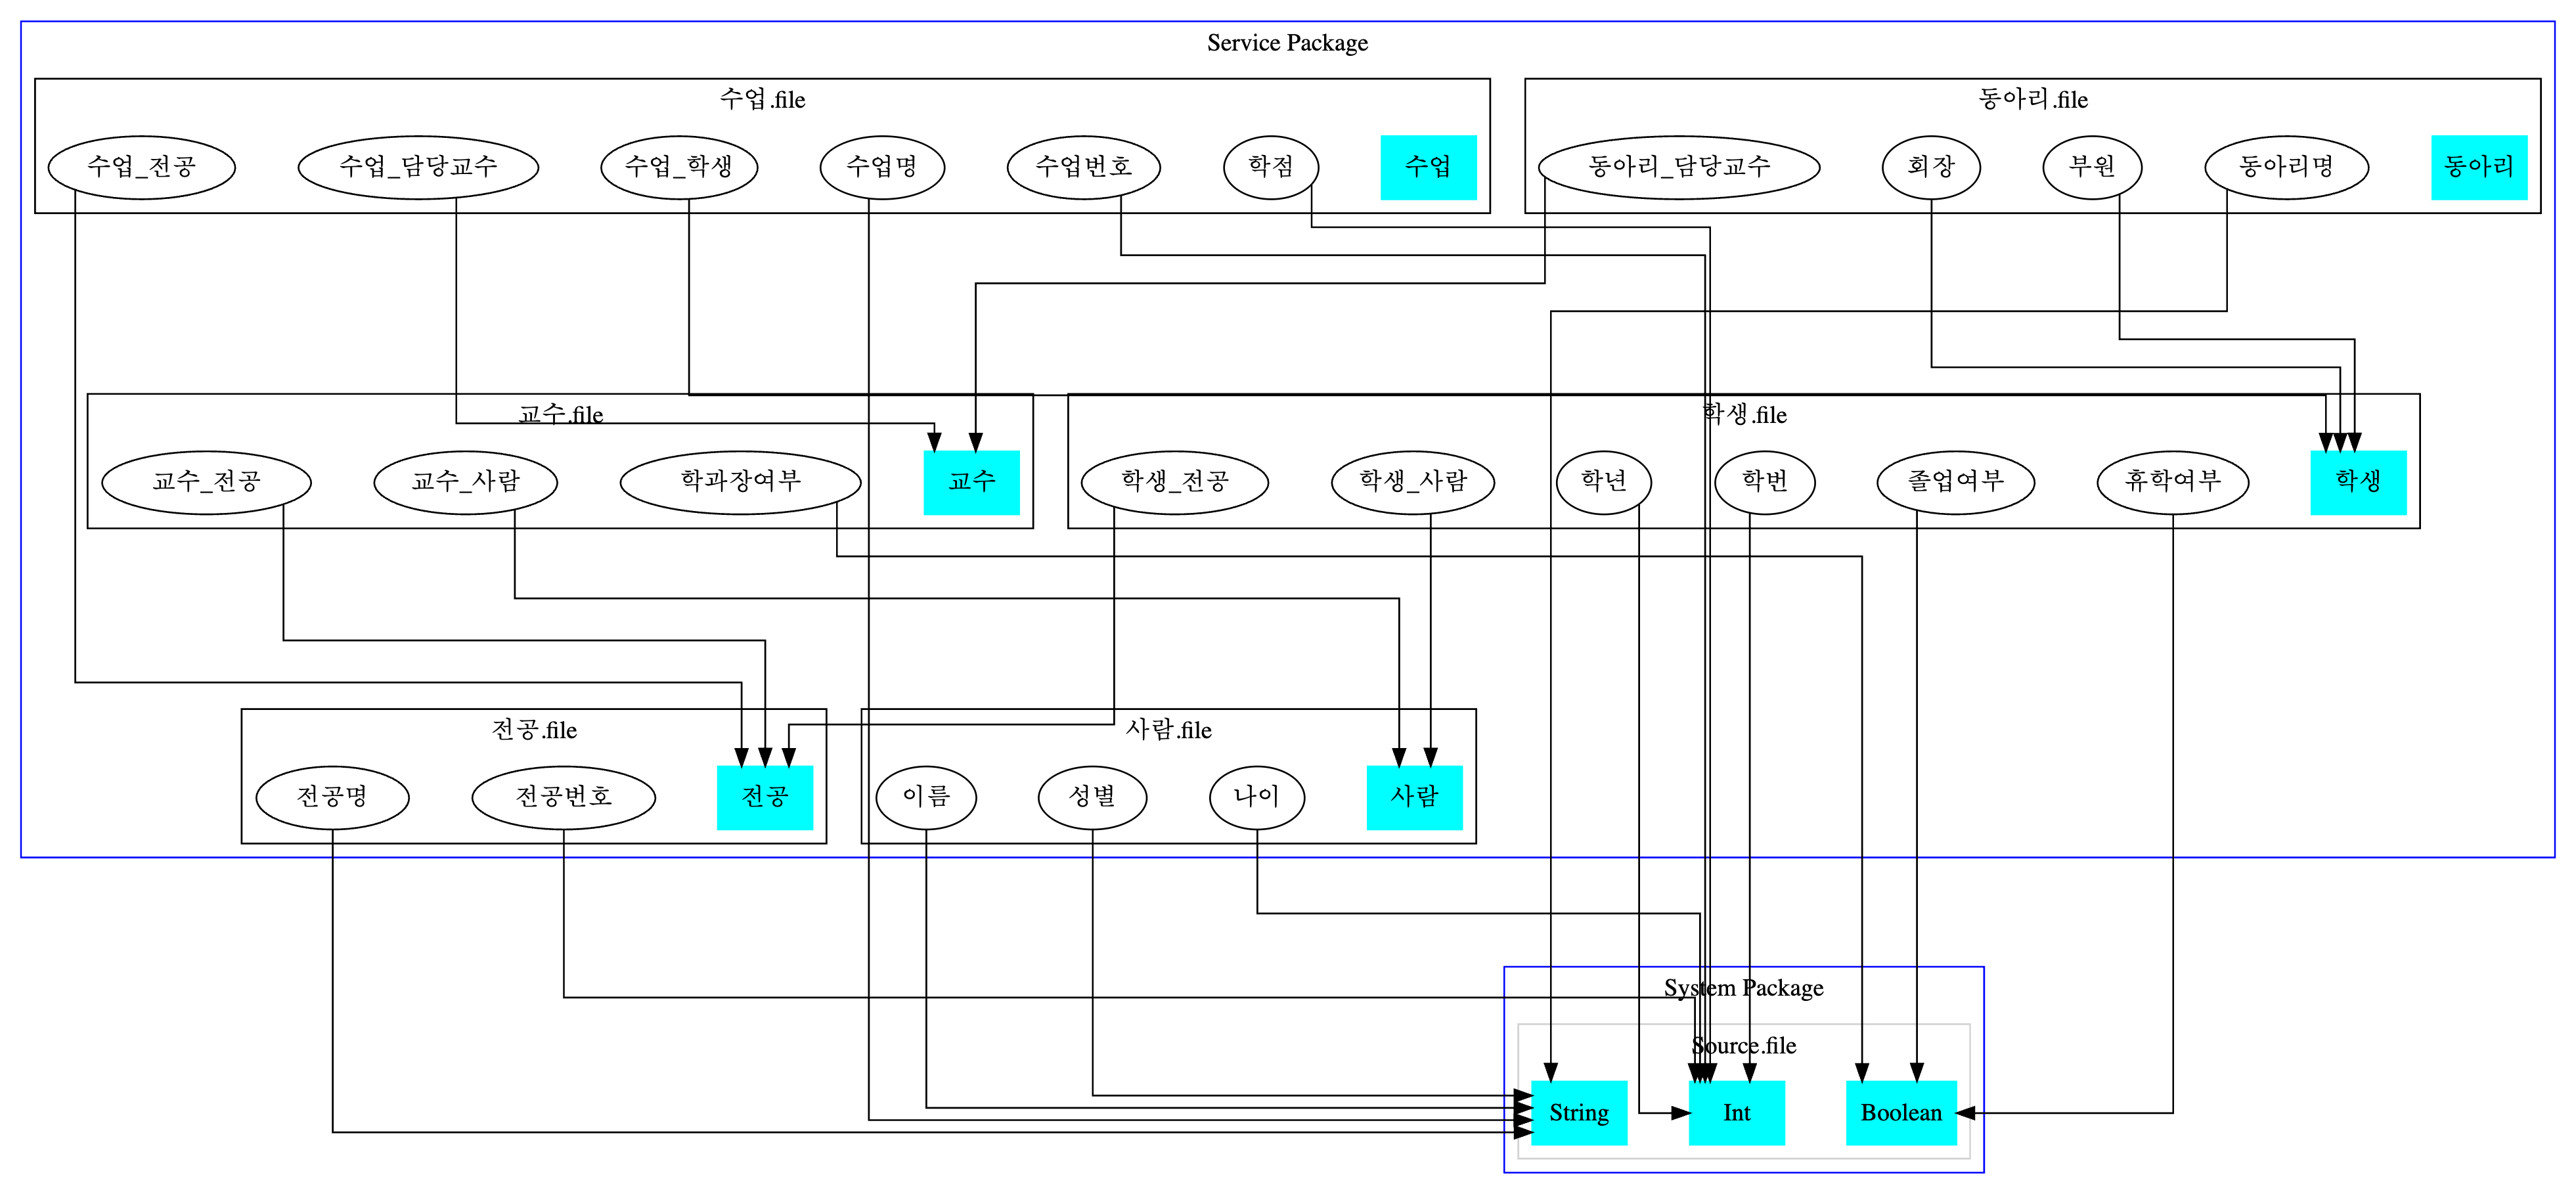 Service Package
수업.file
동아리.file
수업_전공
수업_담당교수
수업_학생
수업명
수업번호
학점
수업
동아리_담당교수
회장
부원
동아리명
동아리
교수.file
학생.file
교수_전공
교수_사람
학과장여부
교수
학생_전공
학생_사람
학년
학번
졸업여부
휴학여부
학생
전공.file
사람.file
전공명
전공번호
전공
이름
성별
나이
사람
System Package
Source.file
String
Int
Boolean